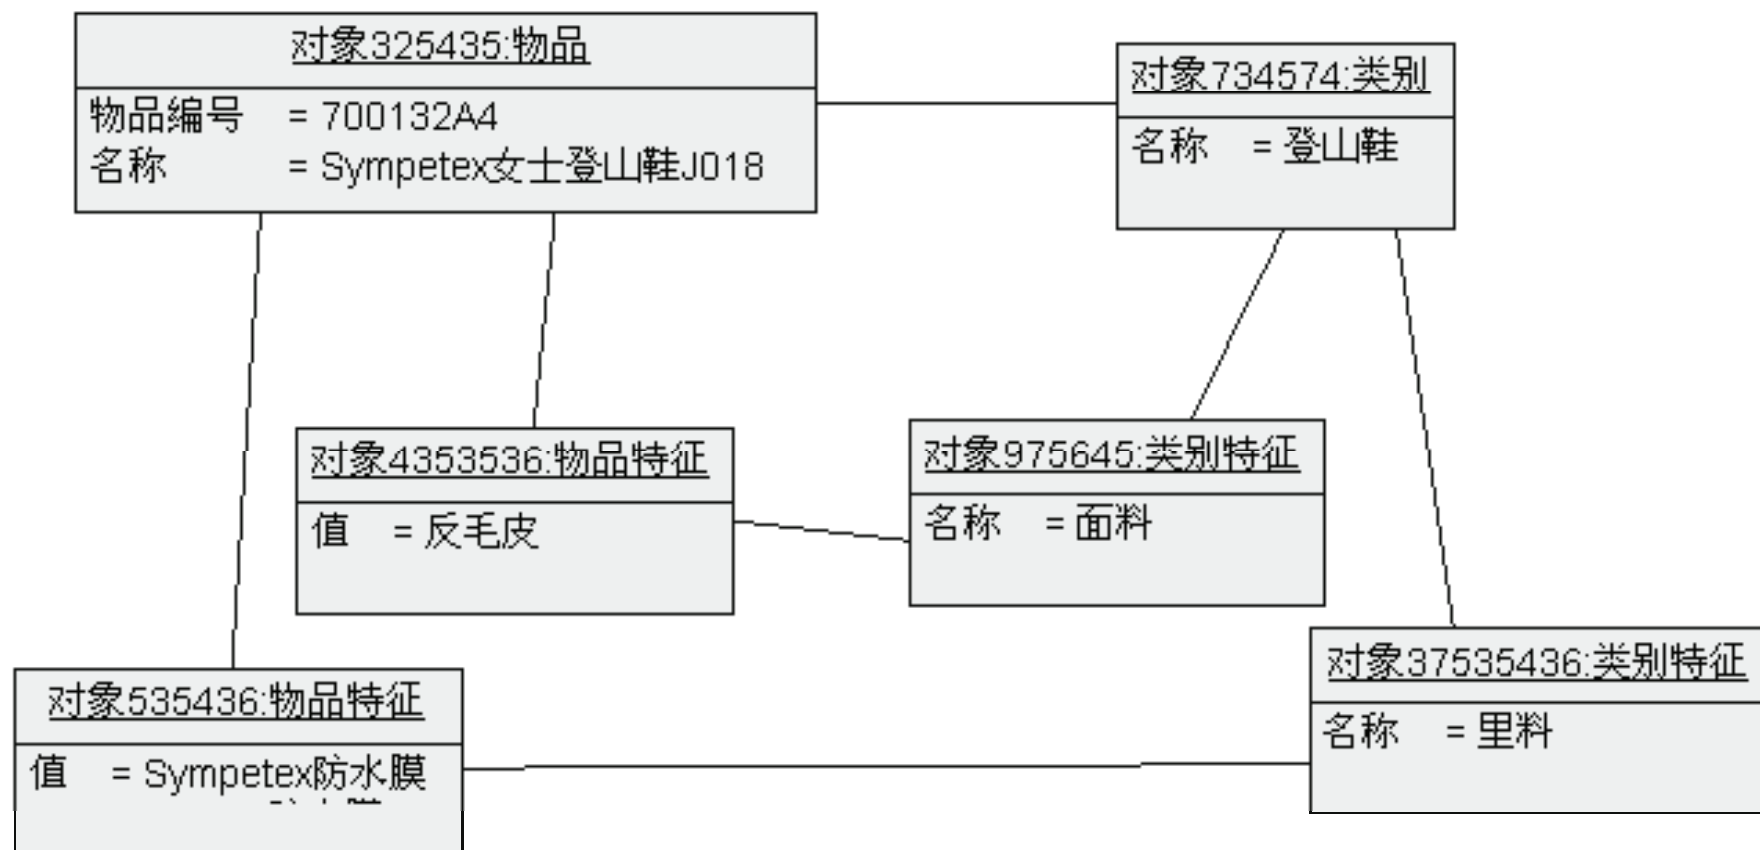 对象325435:物品
物品编号 = 700132A4
名称 = Sympetex女士登山鞋J018
对象734574:类别
名称 = 登山鞋
对象4353536:物品特征
值 = 反毛皮
对象975645:类别特征
名称 = 面料
对象535436:物品特征
值 = Sympetex防水膜
对象37535436:类别特征
名称 = 里料